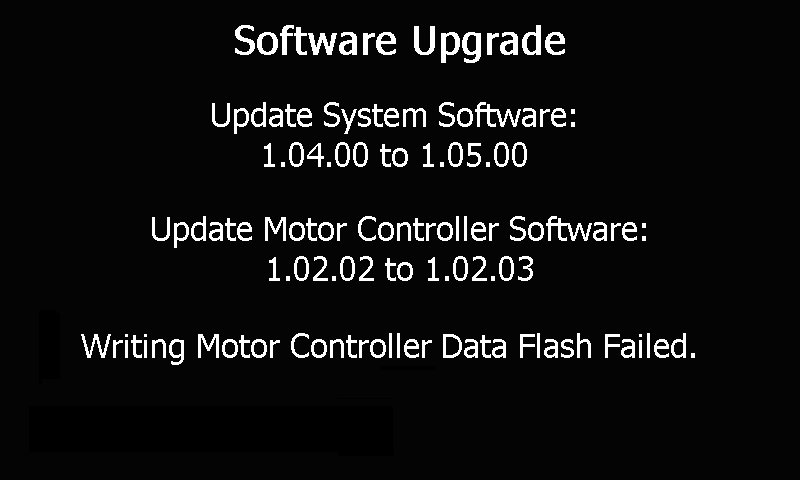 Software Upgrade
Update System Software:
1.04.00 to 1.05.00
Update Motor Controller Software:
1.02.02 to 1.02.03
Writing Motor Controller Data Flash Failed.